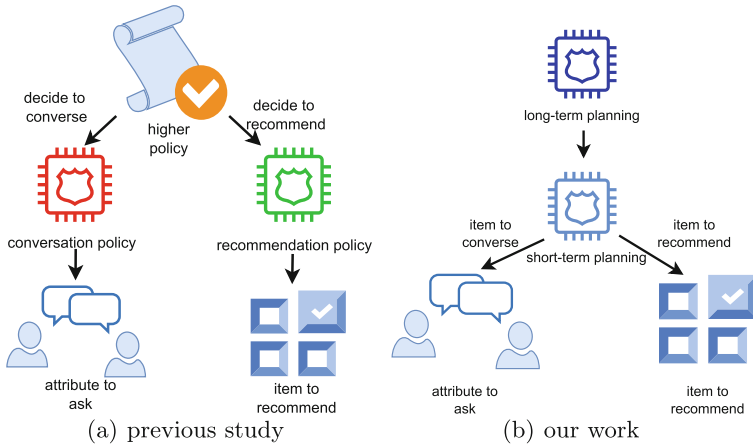 decide to
converse
higher
policy
decide to
recommend
conversation policy
recommendation policy
attribute to
ask
item to
recommend
(a) previous study
long-term planning
item to
converse
short-term planning
item to
recommend
attribute to
ask
item to
recommend
(b) our work